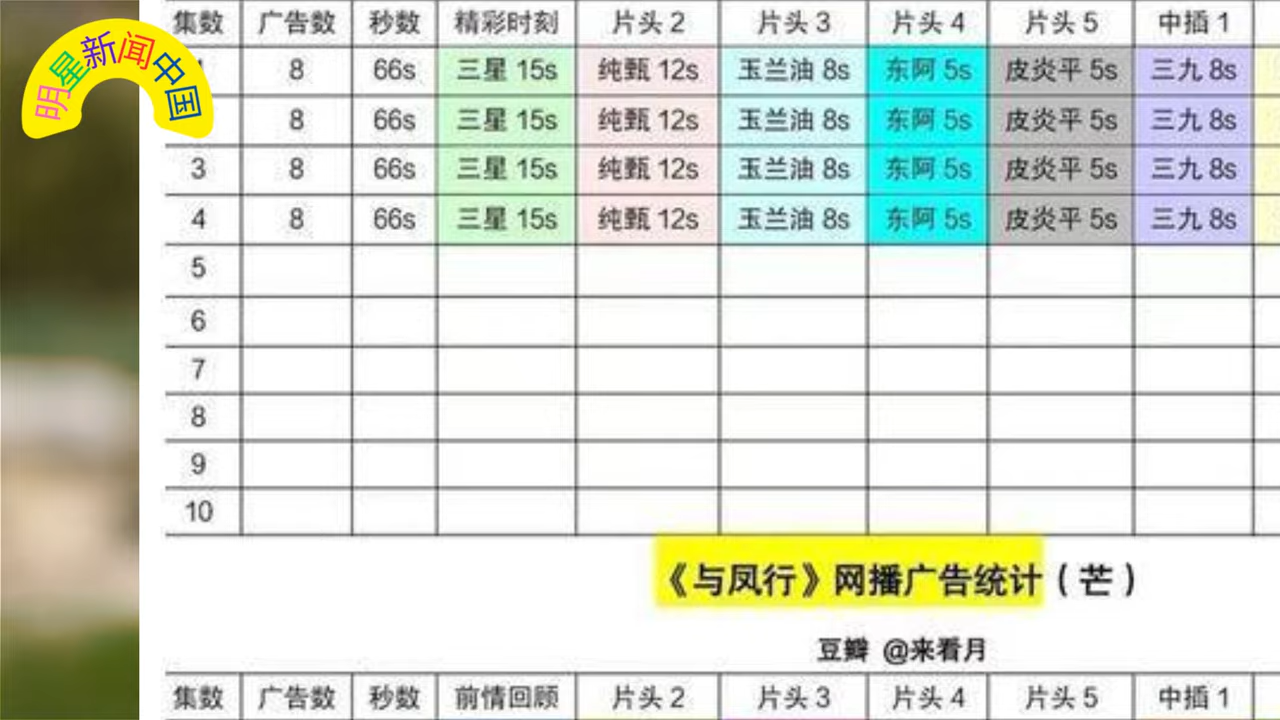 明星新闻中国
集数 广告数 秒数 精彩时刻 片头 2 片头 3 片头 4 片头 5 中插 1
8 66s 三星 15s 纯甄 12s 玉兰油 8s 东阿 5s 皮炎平 5s 三九 8s
8 66s 三星 15s 纯甄 12s 玉兰油 8s 东阿 5s 皮炎平 5s 三九 8s
3 8 66s 三星 15s 纯甄 12s 玉兰油 8s 东阿 5s 皮炎平 5s 三九 8s
4 8 66s 三星 15s 纯甄 12s 玉兰油 8s 东阿 5s 皮炎平 5s 三九 8s
5
6
7
8
9
10
《与凤行》网播广告统计（芒）
豆瓣 @来看月
集数 广告数 秒数 前情回顾 片头 2 片头 3 片头 4 片头 5 中插 1